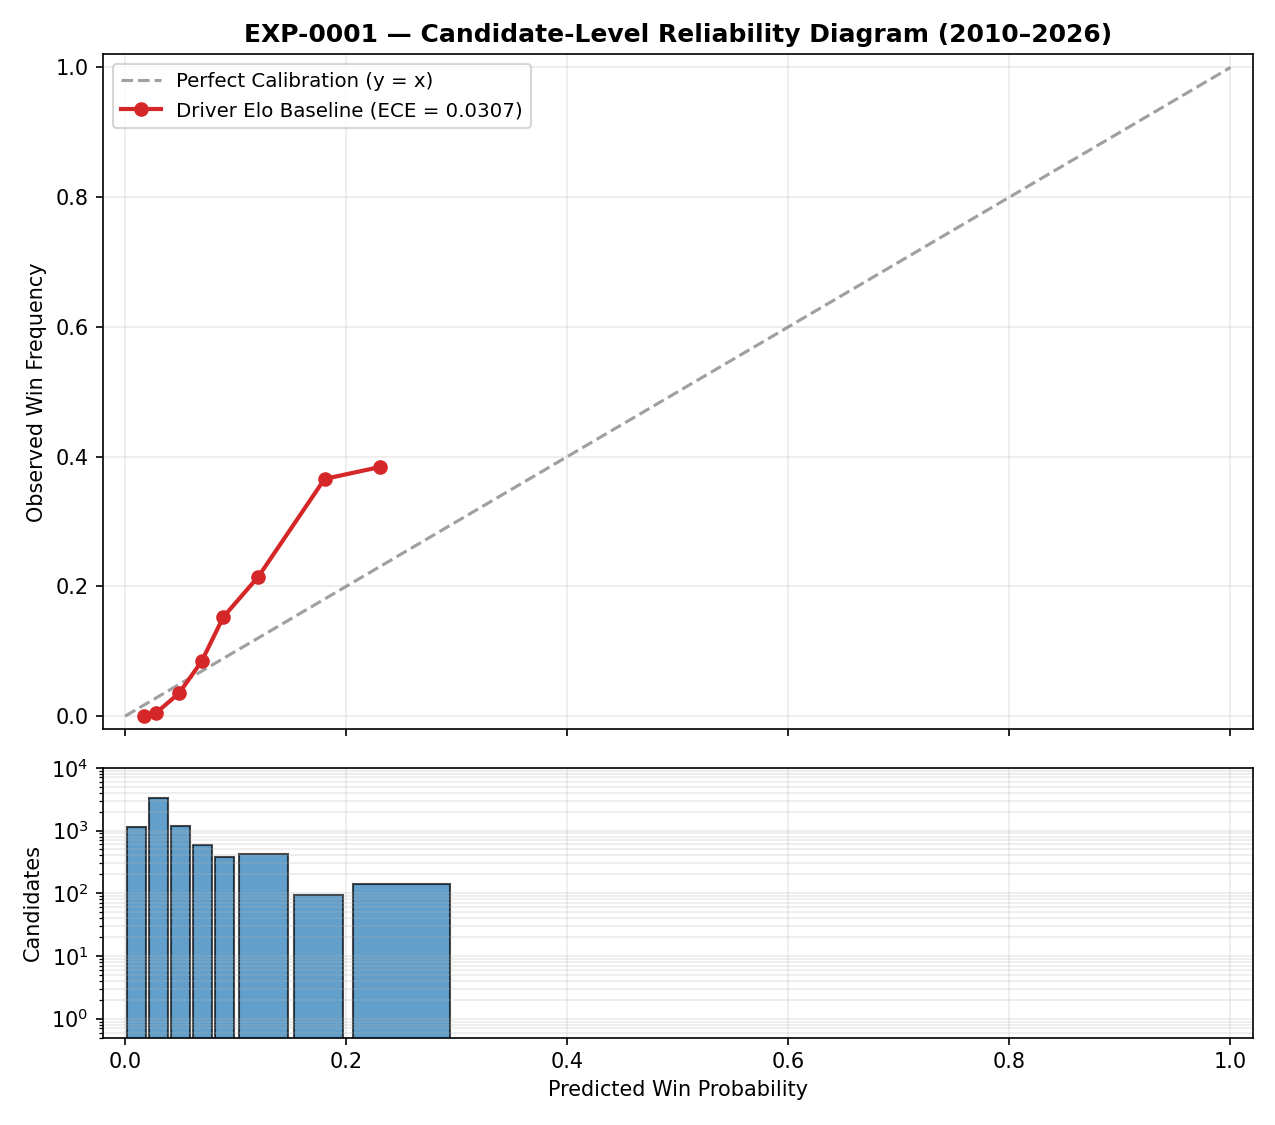 EXP-0001 — Candidate-Level Reliability Diagram (2010–2026)
Perfect Calibration (y = x)
Driver Elo Baseline (ECE = 0.0307)
Observed Win Frequency
1.0
0.8
0.6
0.4
0.2
0.0
Candidates
10⁴
10³
10²
10¹
10⁰
0.0 0.2 0.4 0.6 0.8 1.0
Predicted Win Probability